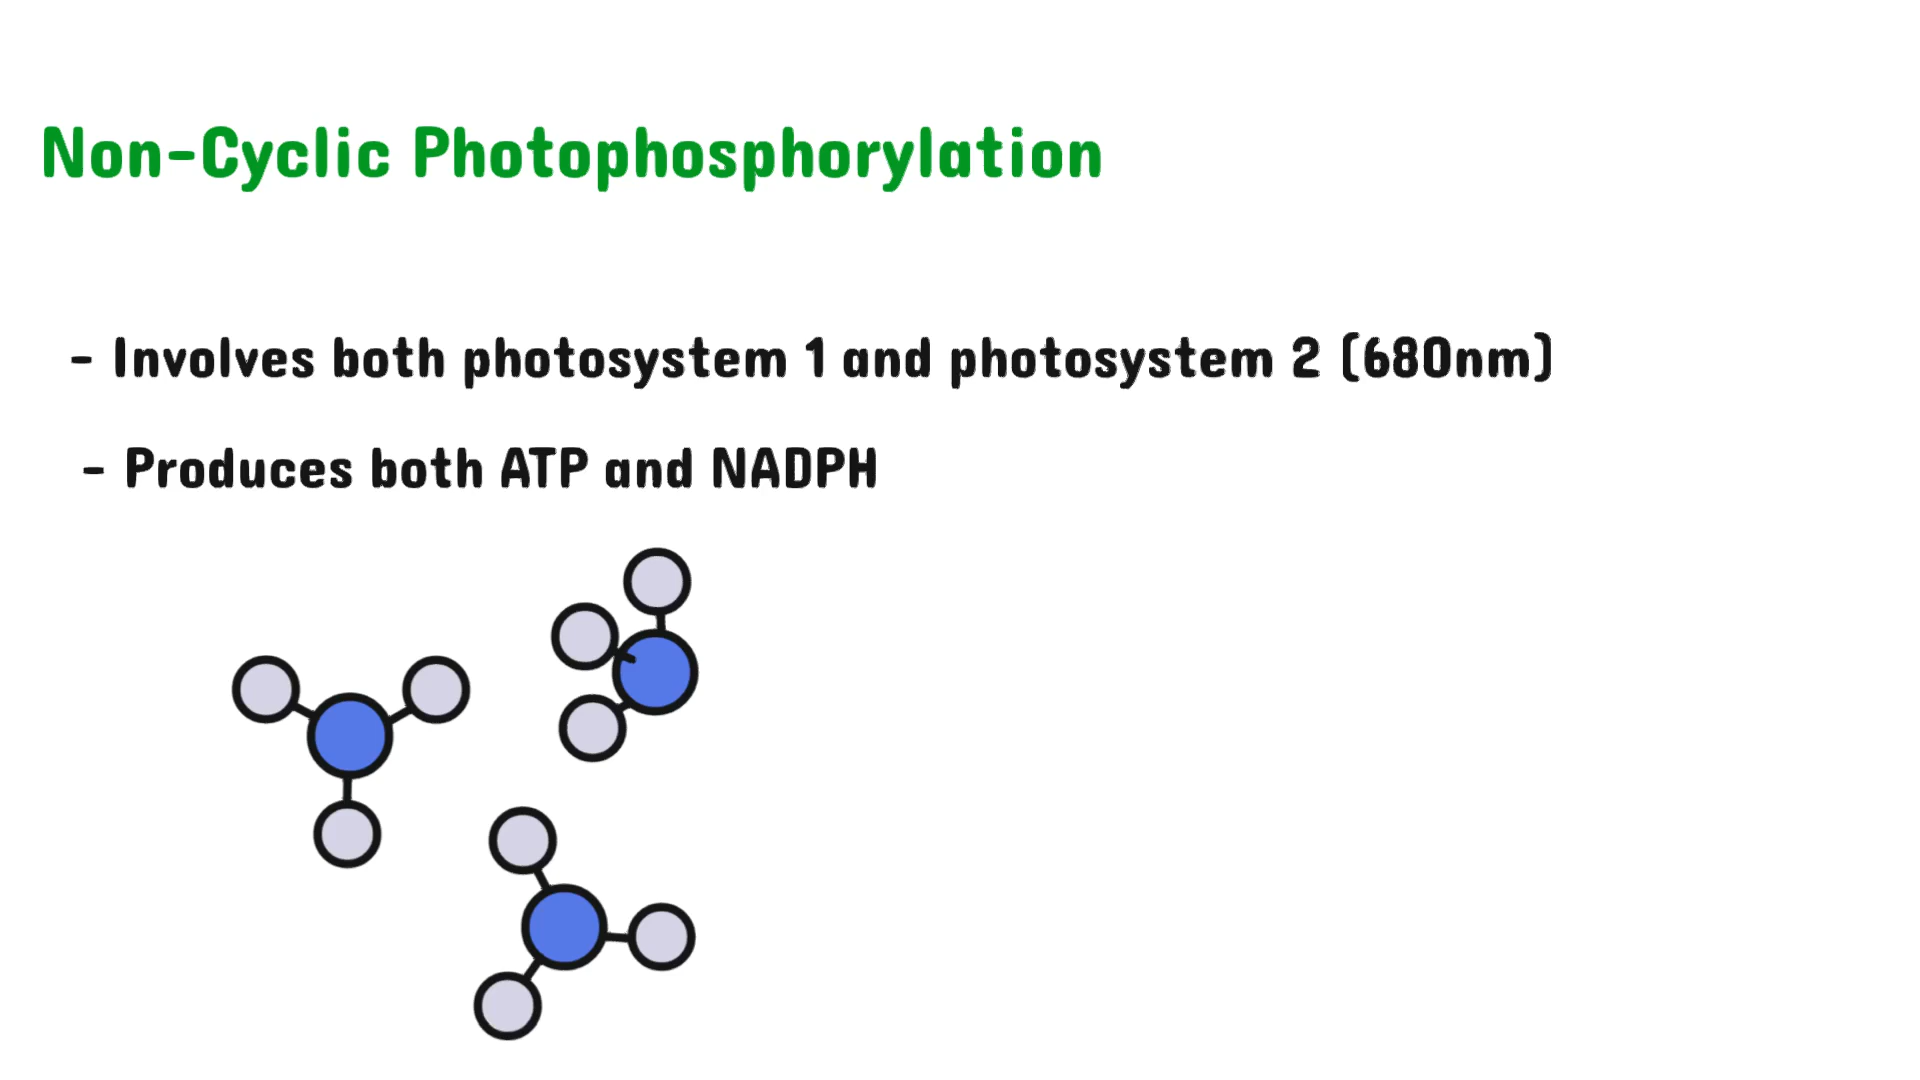 Non-Cyclic Photophosphorylation
- Involves both photosystem 1 and photosystem 2 (680nm)
- Produces both ATP and NADPH